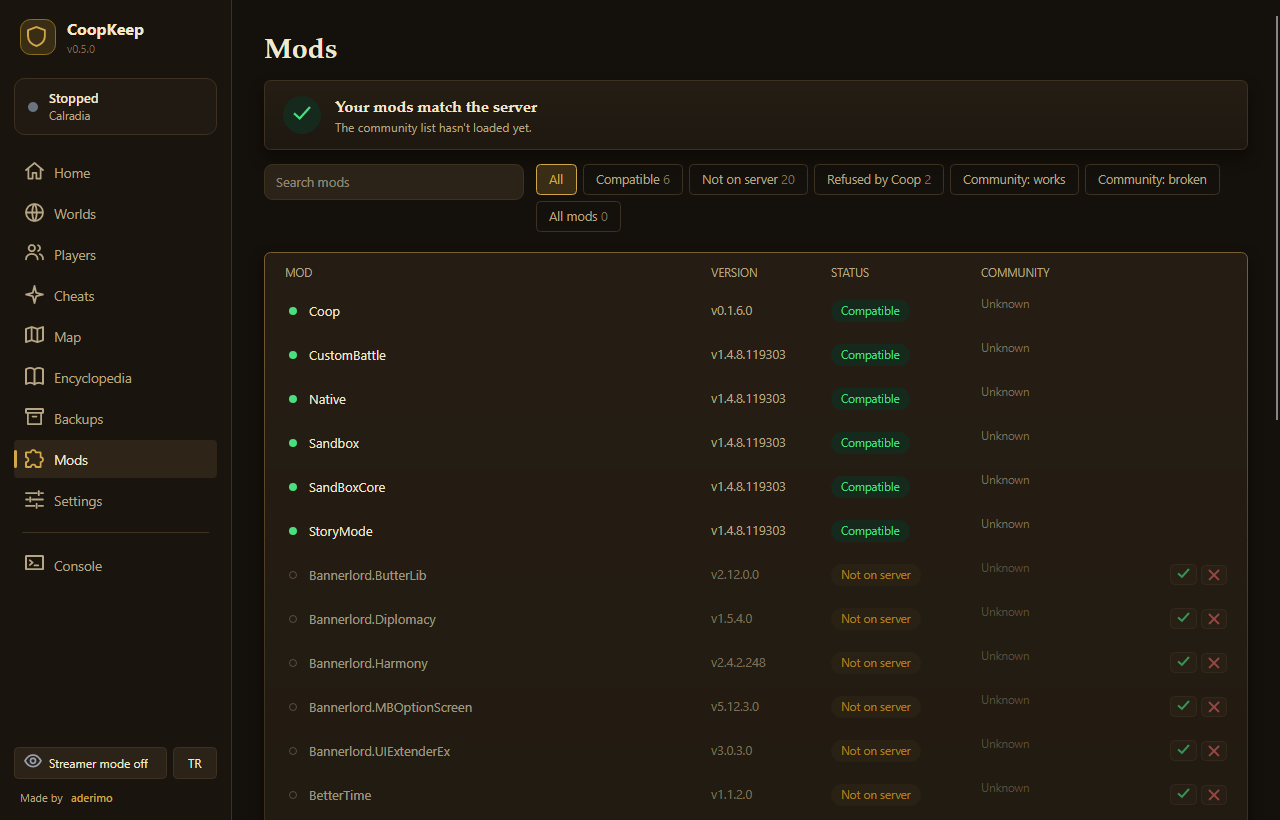 CoopKeep
v0.5.0
Stopped
Calradia
Home
Worlds
Players
Cheats
Map
Encyclopedia
Backups
Mods
Settings
Console
Streamer mode off
TR
Made by aderimo
Mods
Your mods match the server
The community list hasn't loaded yet.
Search mods
All
Compatible 6
Not on server 20
Refused by Coop 2
Community: works
Community: broken
All mods 0
MOD VERSION STATUS COMMUNITY
Coop v0.1.6.0 Compatible Unknown
CustomBattle v1.4.8.119303 Compatible Unknown
Native v1.4.8.119303 Compatible Unknown
Sandbox v1.4.8.119303 Compatible Unknown
SandBoxCore v1.4.8.119303 Compatible Unknown
StoryMode v1.4.8.119303 Compatible Unknown
Bannerlord.ButterLib v2.12.0.0 Not on server Unknown
Bannerlord.Diplomacy v1.5.4.0 Not on server Unknown
Bannerlord.Harmony v2.4.2.248 Not on server Unknown
Bannerlord.MBOptionScreen v5.12.3.0 Not on server Unknown
Bannerlord.UIExtenderEx v3.0.3.0 Not on server Unknown
BetterTime v1.1.2.0 Not on server Unknown